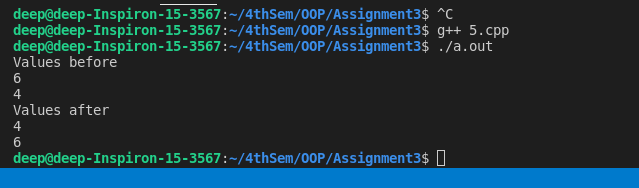 deep@deep-Inspiron-15-3567:~/4thSem/OOP/Assignment3$ ^C
deep@deep-Inspiron-15-3567:~/4thSem/OOP/Assignment3$ g++ 5.cpp
deep@deep-Inspiron-15-3567:~/4thSem/OOP/Assignment3$ ./a.out
Values before
6
4
Values after
4
6
deep@deep-Inspiron-15-3567:~/4thSem/OOP/Assignment3$